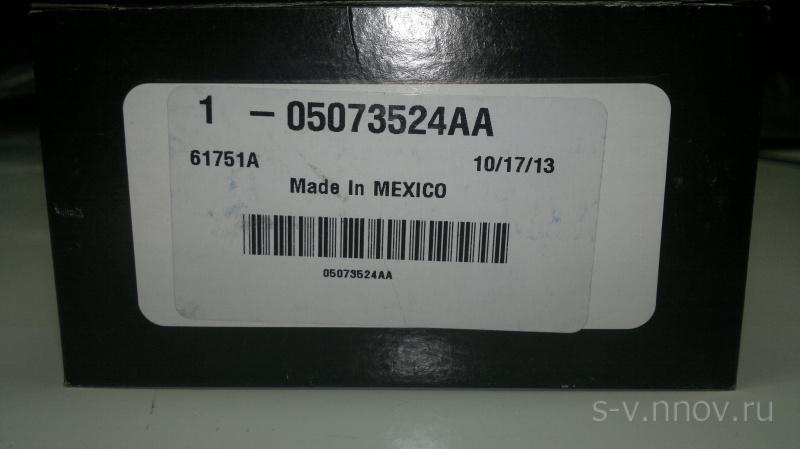 1 - 05073524AA
61751A 10/17/13
Made In MEXICO
05073524AA
s-v.nnov.ru